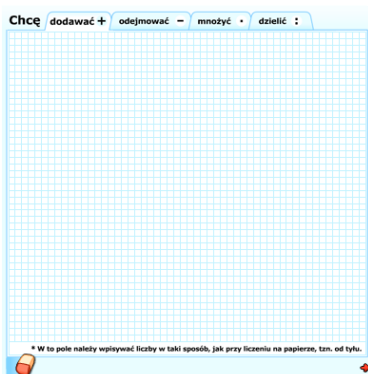 Chcę dodawać + odejmować − mnożyć · dzielić :
* W to pole należy wpisywać liczby w taki sposób, jak przy liczeniu na papierze, tzn. od tyłu.